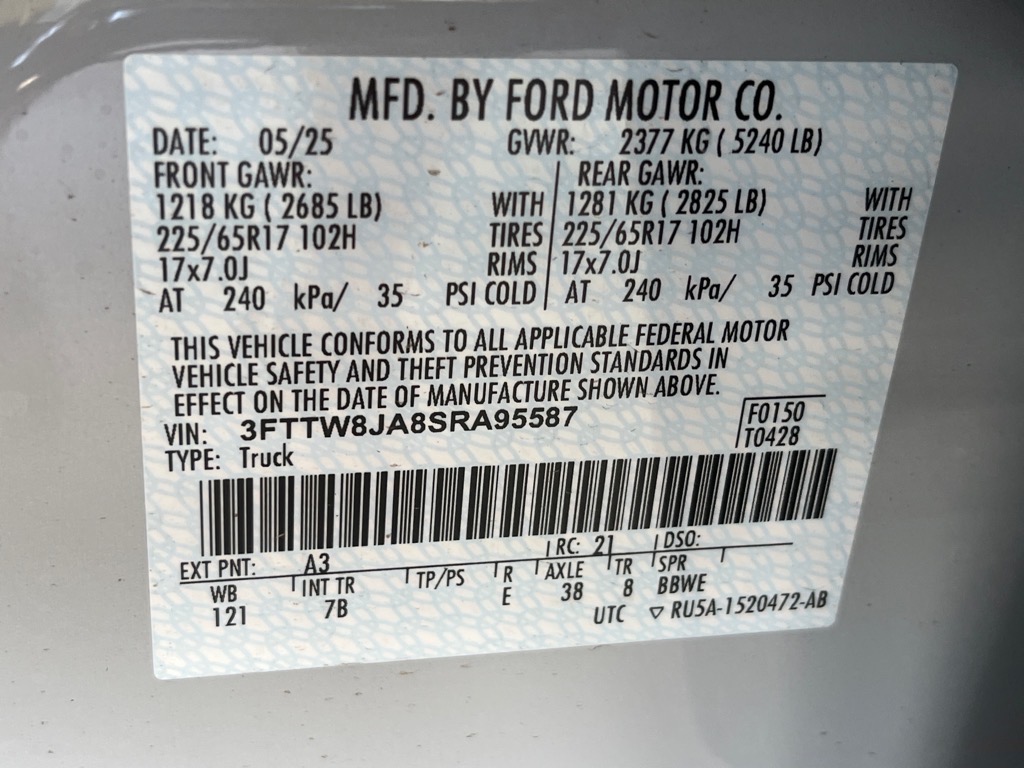 MFD. BY FORD MOTOR CO.
DATE: 05/25 GVWR: 2377 KG ( 5240 LB)
FRONT GAWR: REAR GAWR:
1218 KG ( 2685 LB) WITH 1281 KG ( 2825 LB) WITH
225/65R17 102H TIRES 225/65R17 102H TIRES
17x7.0J RIMS 17x7.0J RIMS
AT 240 kPa/ 35 PSI COLD AT 240 kPa/ 35 PSI COLD
THIS VEHICLE CONFORMS TO ALL APPLICABLE FEDERAL MOTOR
VEHICLE SAFETY AND THEFT PREVENTION STANDARDS IN
EFFECT ON THE DATE OF MANUFACTURE SHOWN ABOVE.
VIN: 3FTTW8JA8SRA95587 F0150
TYPE: Truck T0428
EXT PNT: A3 RC: 21 DSO:
WB INT TR TP/PS R AXLE TR SPR
121 7B E 38 8 BBWE
UTC ▽ RU5A-1520472-AB